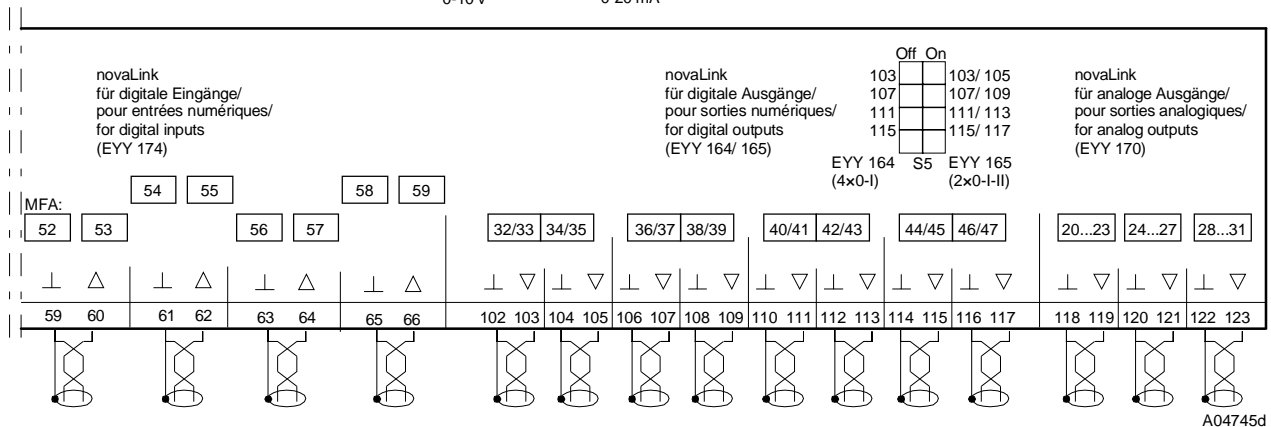 novaLink
für digitale Eingänge/
pour entrées numériques/
for digital inputs
(EYY 174)
novaLink
für digitale Ausgänge/
pour sorties numériques/
for digital outputs
(EYY 164/ 165)
Off On
103 103/ 105
107 107/ 109
111 111/ 113
115 115/ 117
EYY 164 S5 EYY 165
(4×0-I) (2×0-I-II)
novaLink
für analoge Ausgänge/
pour sorties analogiques/
for analog outputs
(EYY 170)
54 55 58 59
MFA:
52 53 56 57 32/33 34/35 36/37 38/39 40/41 42/43 44/45 46/47 20...23 24...27 28...31
59 60 61 62 63 64 65 66 102 103 104 105 106 107 108 109 110 111 112 113 114 115 116 117 118 119 120 121 122 123
A04745d